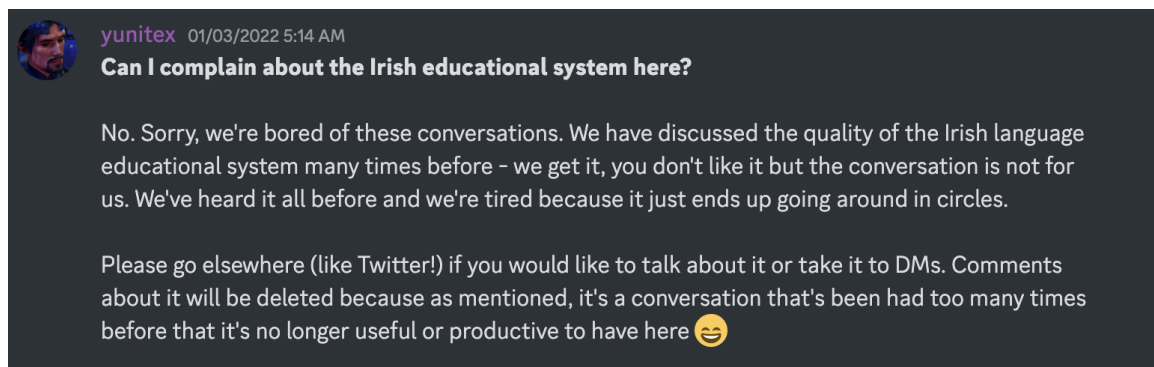 yunitex 01/03/2022 5:14 AM
Can I complain about the Irish educational system here?
No. Sorry, we're bored of these conversations. We have discussed the quality of the Irish language
educational system many times before - we get it, you don't like it but the conversation is not for
us. We've heard it all before and we're tired because it just ends up going around in circles.
Please go elsewhere (like Twitter!) if you would like to talk about it or take it to DMs. Comments
about it will be deleted because as mentioned, it's a conversation that's been had too many times
before that it's no longer useful or productive to have here 😄